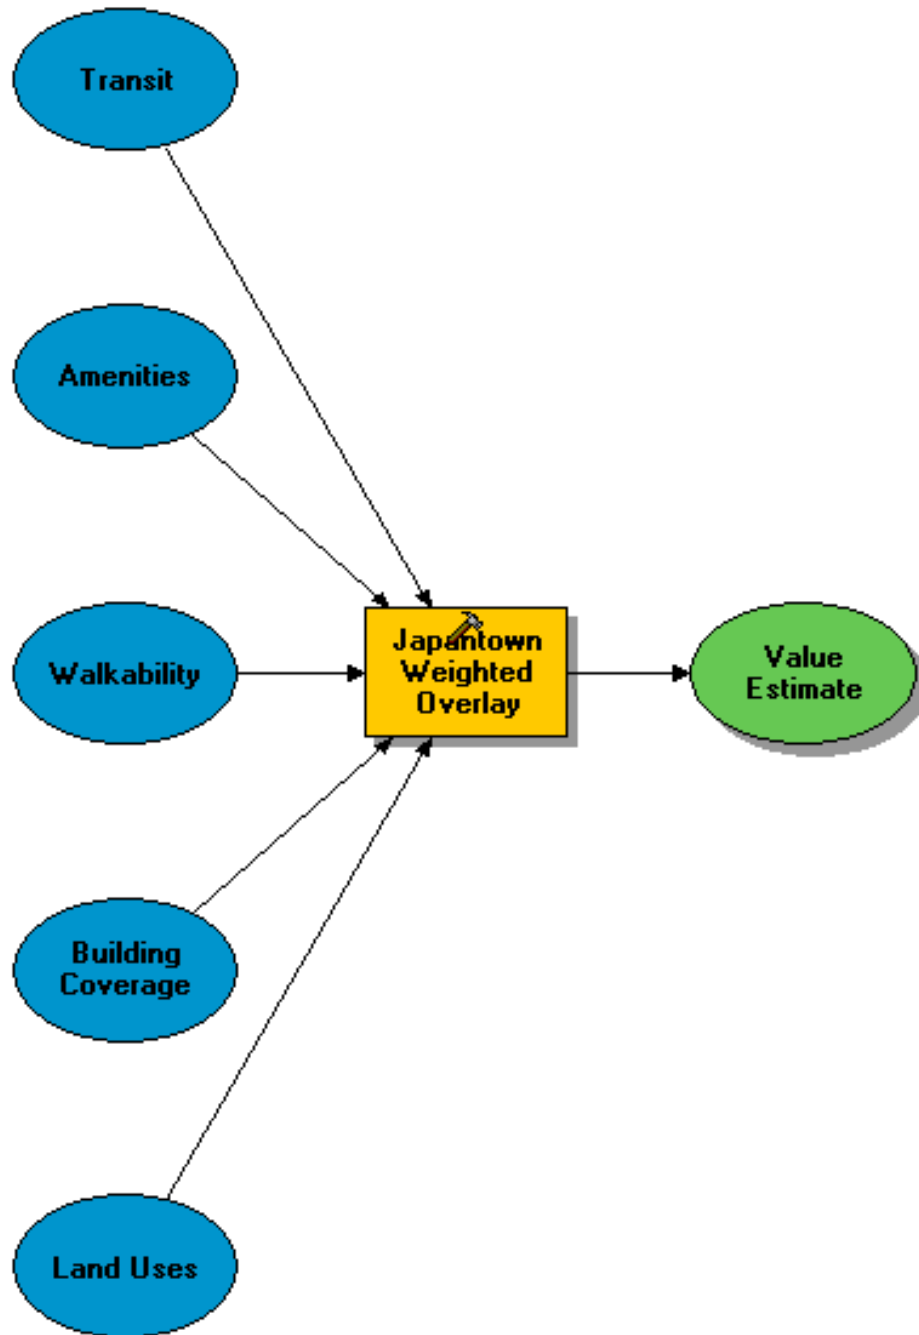 Transit
Amenities
Walkability
Japantown
Weighted
Overlay
Value
Estimate
Building
Coverage
Land Uses